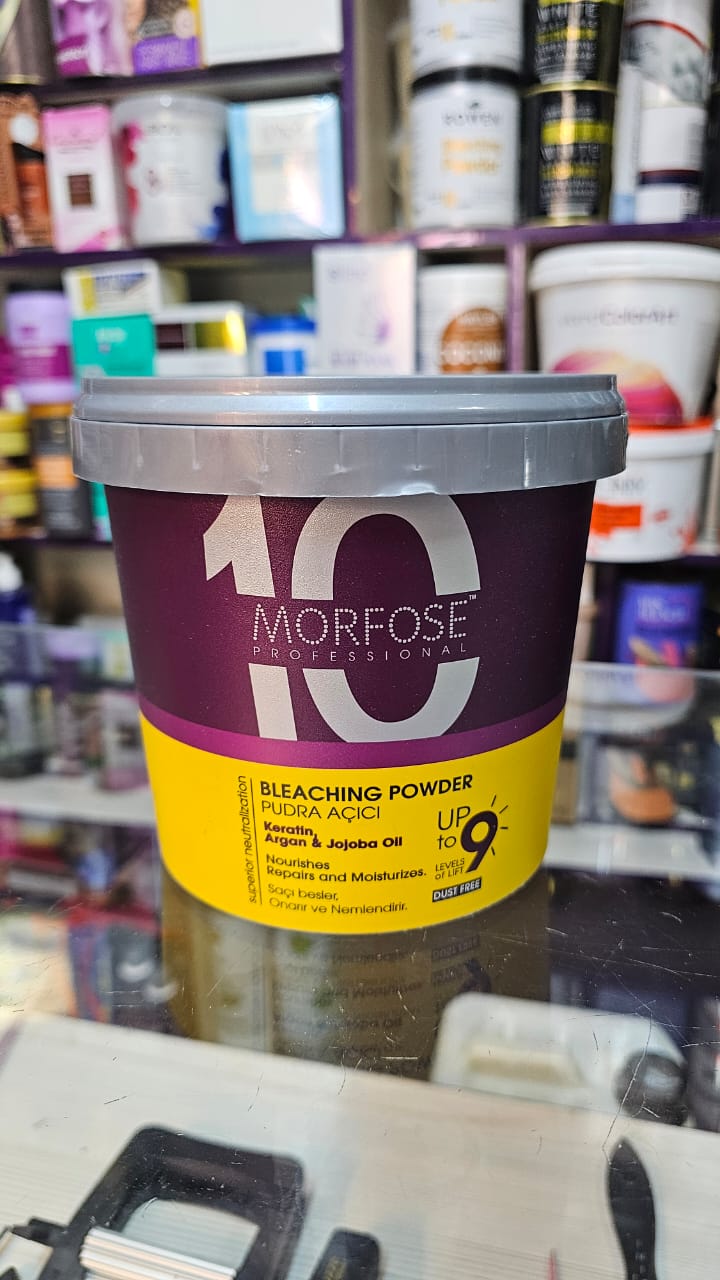 10
MORFOSE™
PROFESSIONAL
superior neutralization
BLEACHING POWDER
PUDRA AÇICI
Keratin,
Argan & Jojoba Oil
Nourishes
Repairs and Moisturizes.
Saçı besler,
Onarır ve Nemlendirir.
UP
to 9
LEVELS
of LIFT
DUST FREE